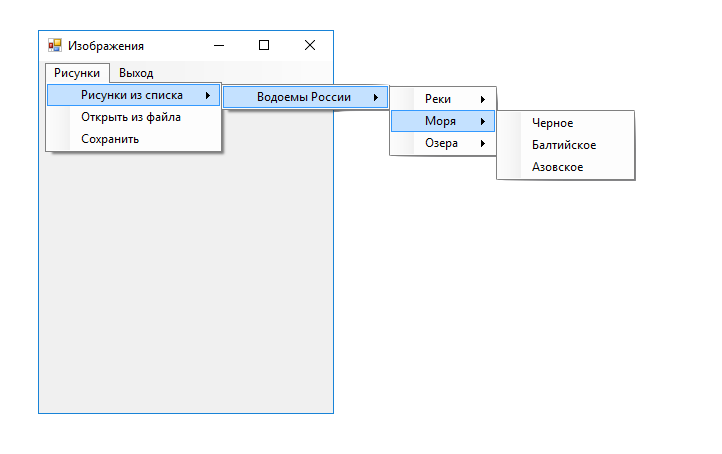 Изображения
Рисунки Выход
Рисунки из списка
Открыть из файла
Сохранить
Водоемы России
Реки
Моря
Озера
Черное
Балтийское
Азовское